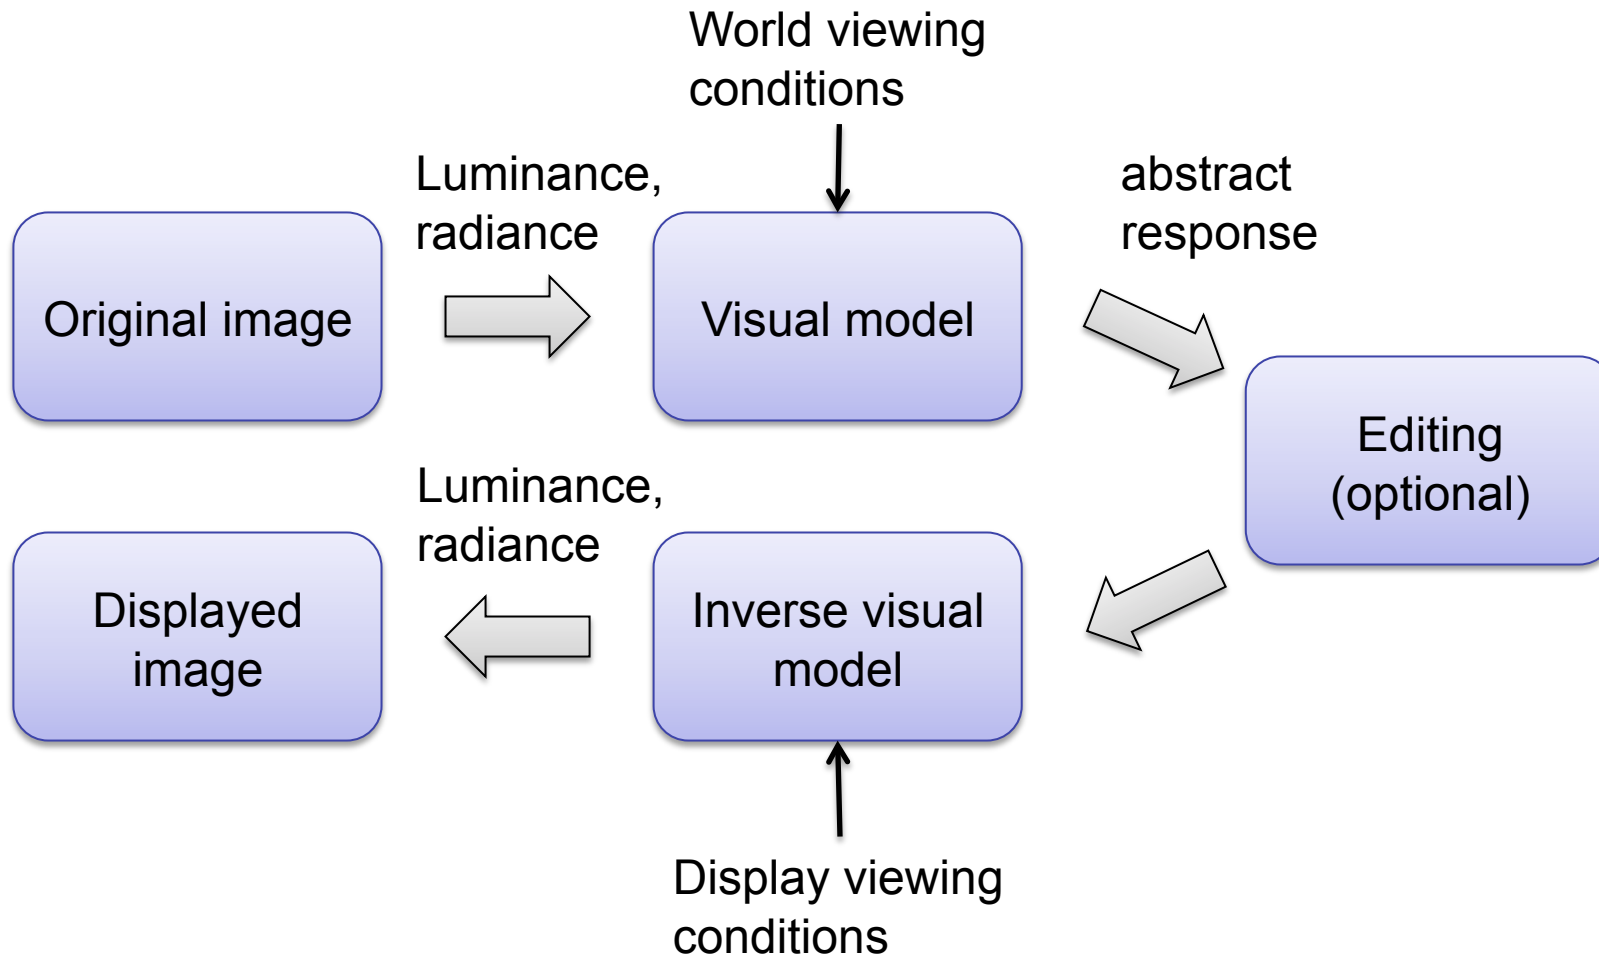 World viewing
conditions
Luminance,
radiance
abstract
response
Original image
Visual model
Editing
(optional)
Luminance,
radiance
Displayed
image
Inverse visual
model
Display viewing
conditions